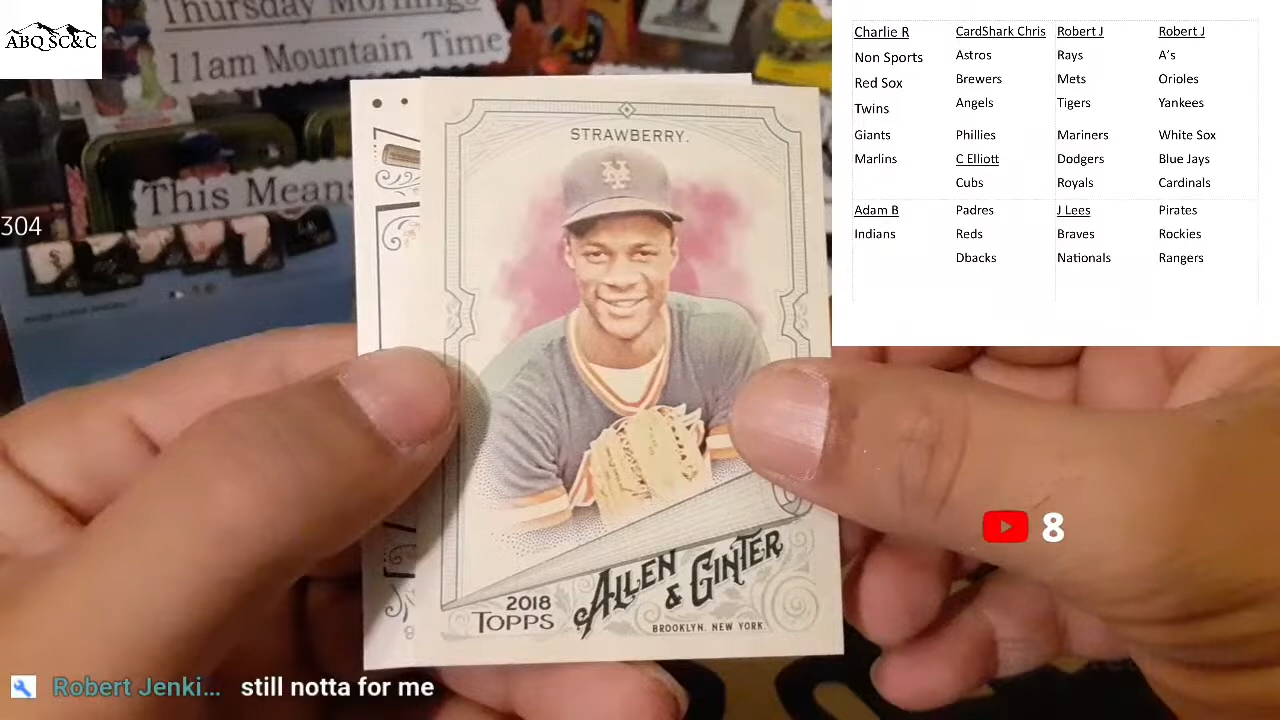 ABQ SC&C
Thursday Mornings
11am Mountain Time
This Means
304
STRAWBERRY.
2018
TOPPS
ALLEN
& GINTER
BROOKLYN, NEW YORK.
Charlie R
Non Sports
Red Sox
Twins
Giants
Marlins
Adam B
Indians
CardShark Chris
Astros
Brewers
Angels
Phillies
C Elliott
Cubs
Padres
Reds
Dbacks
Robert J
Rays
Mets
Tigers
Mariners
Dodgers
Royals
J Lees
Braves
Nationals
Robert J
A's
Orioles
Yankees
White Sox
Blue Jays
Cardinals
Pirates
Rockies
Rangers
8
Robert Jenki... still notta for me